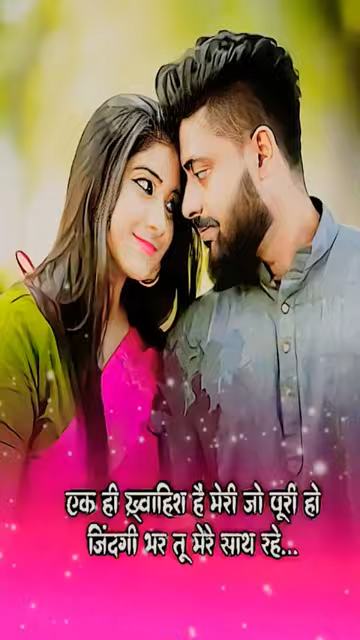 एक ही ख़्वाहिश है मेरी जो पूरी हो
जिंदगी भर तू मेरे साथ रहे...